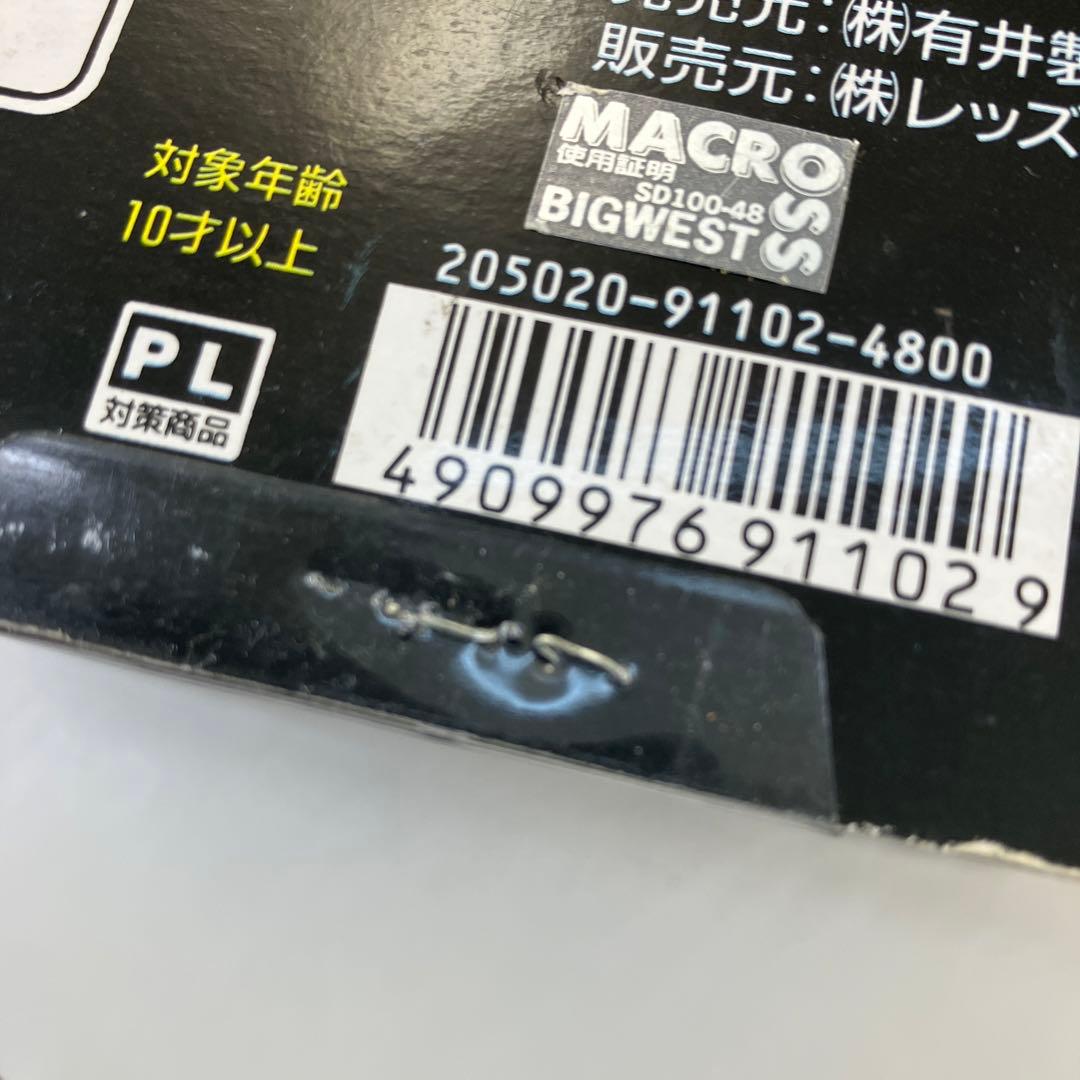 発売元:㈱有井製
販売元:㈱レッズ
MACROSS
使用証明
SD100-48
BIGWEST
対象年齢
10才以上
205020-91102-4800
PL
対策商品
4909976911029